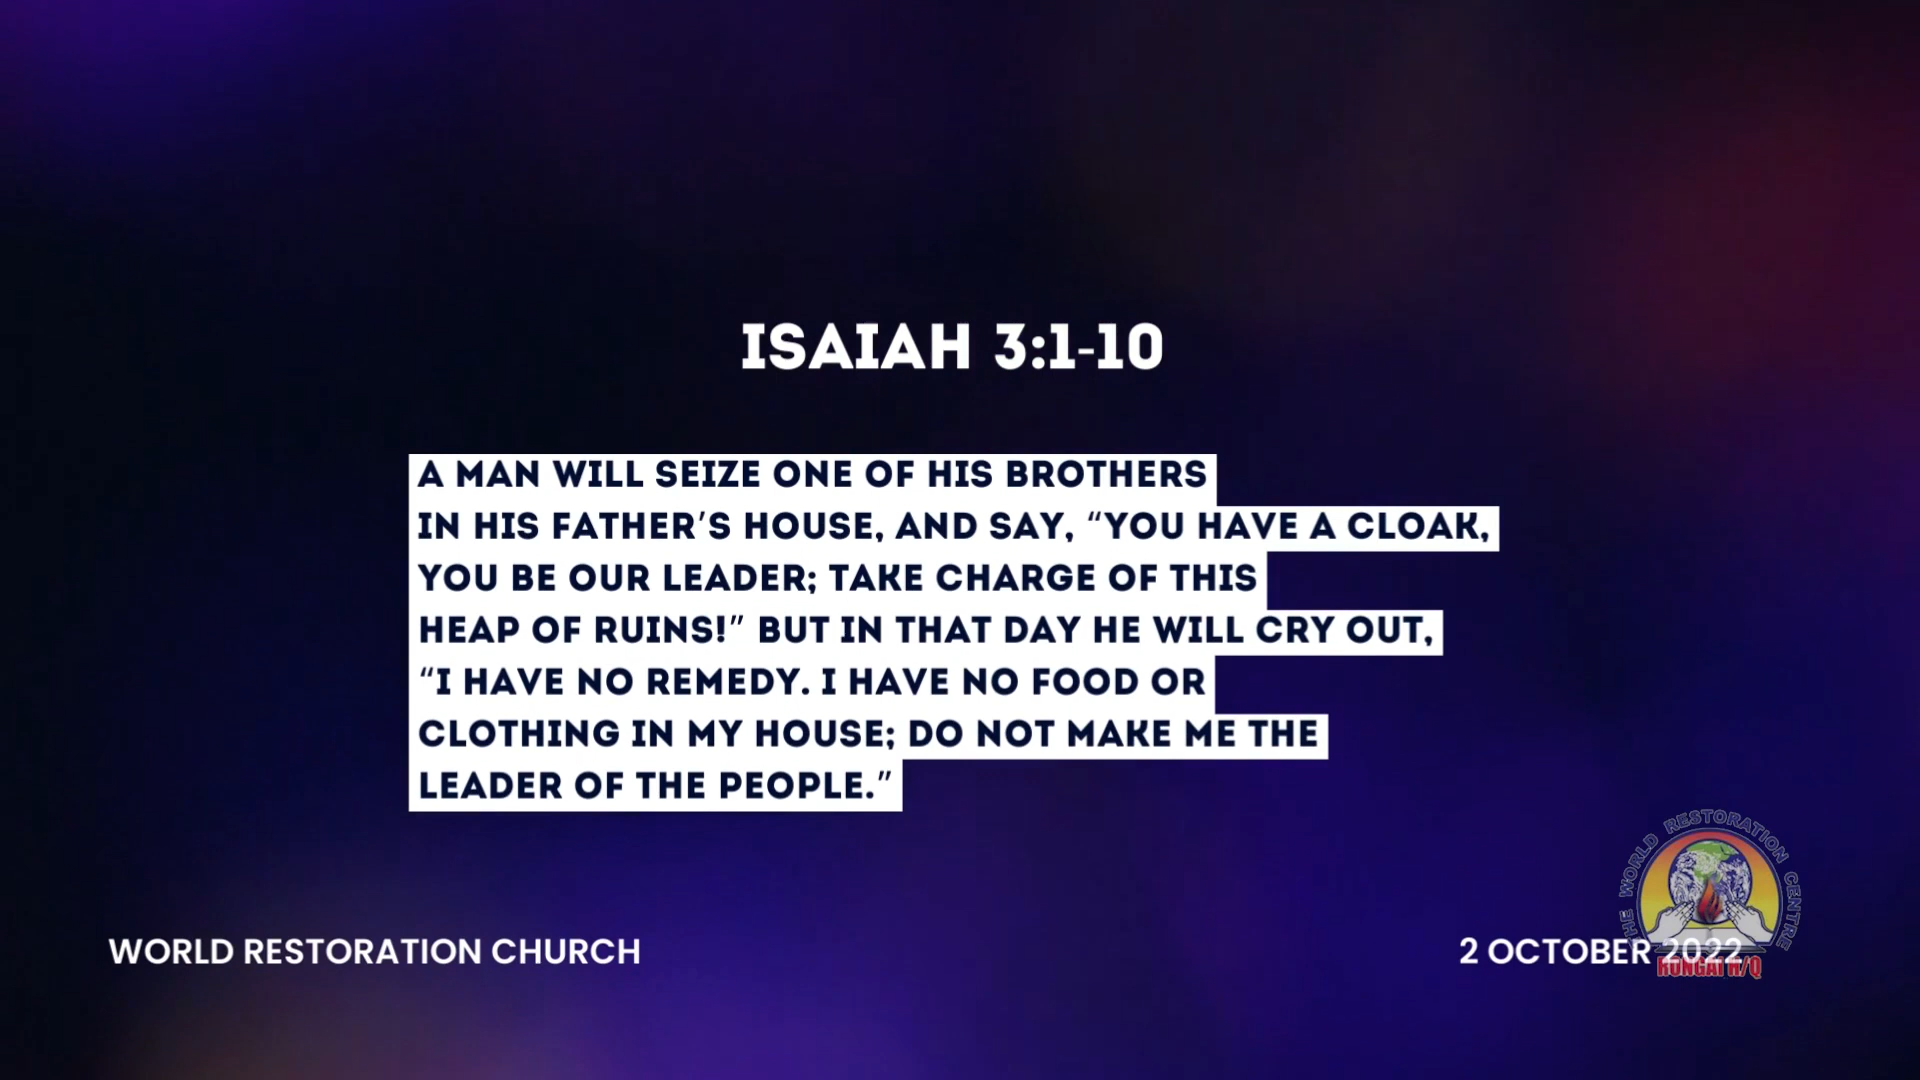 ISAIAH 3:1-10
A MAN WILL SEIZE ONE OF HIS BROTHERS
IN HIS FATHER'S HOUSE, AND SAY, “YOU HAVE A CLOAK,
YOU BE OUR LEADER; TAKE CHARGE OF THIS
HEAP OF RUINS!” BUT IN THAT DAY HE WILL CRY OUT,
“I HAVE NO REMEDY. I HAVE NO FOOD OR
CLOTHING IN MY HOUSE; DO NOT MAKE ME THE
LEADER OF THE PEOPLE.”
THE WORLD RESTORATION CENTRE
WORLD RESTORATION CHURCH
2 OCTOBER 2022
RONGAI H/Q